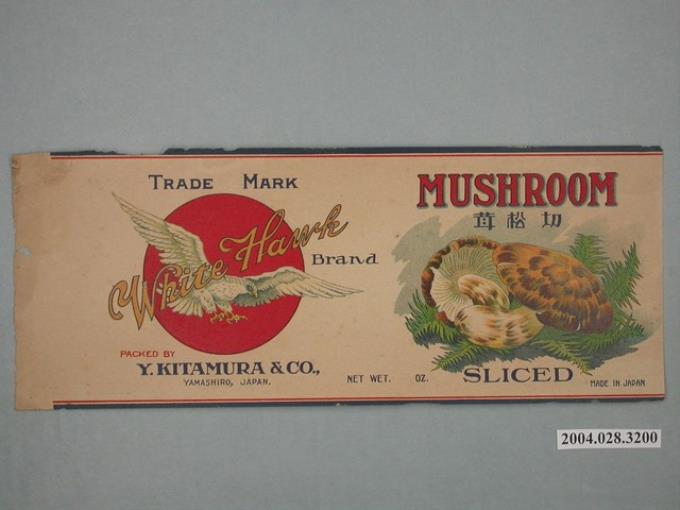 TRADE MARK
White Hawk
Brand
PACKED BY
Y. KITAMURA & CO.,
YAMASHIRO, JAPAN.
NET WET. OZ.
MUSHROOM
茸松切
SLICED
MADE IN JAPAN
2004.028.3200